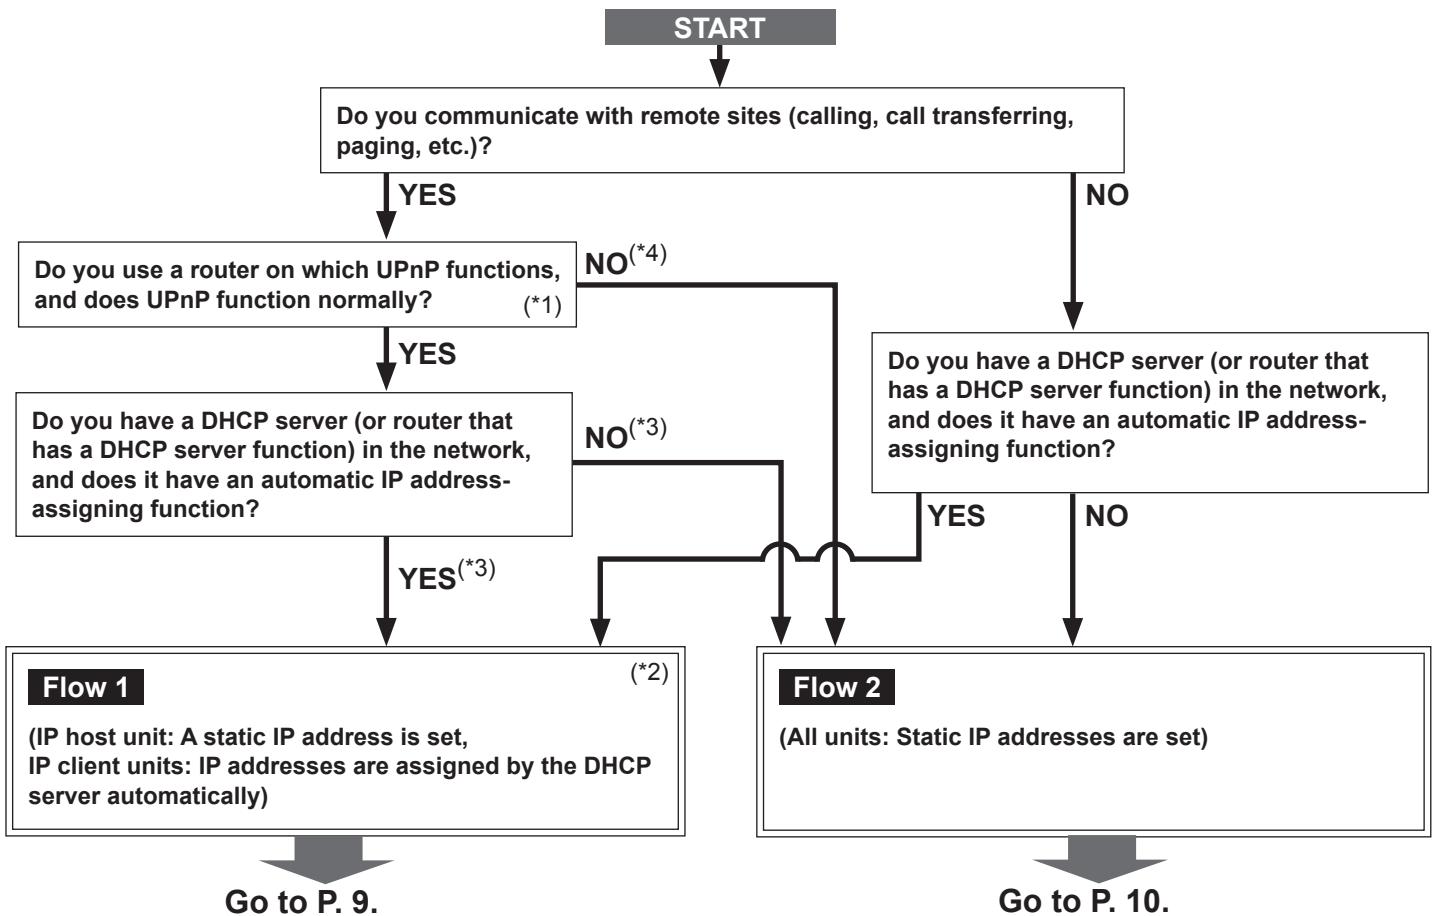 START
Do you communicate with remote sites (calling, call transferring,
paging, etc.)?
YES
NO
Do you use a router on which UPnP functions,
and does UPnP function normally? (*1)
NO(*4)
YES
Do you have a DHCP server (or router that
has a DHCP server function) in the network,
and does it have an automatic IP address-
assigning function?
NO(*3)
YES(*3)
Do you have a DHCP server (or router that
has a DHCP server function) in the network,
and does it have an automatic IP address-
assigning function?
YES
NO
Flow 1 (*2)
(IP host unit: A static IP address is set,
IP client units: IP addresses are assigned by the DHCP
server automatically)
Go to P. 9.
Flow 2
(All units: Static IP addresses are set)
Go to P. 10.